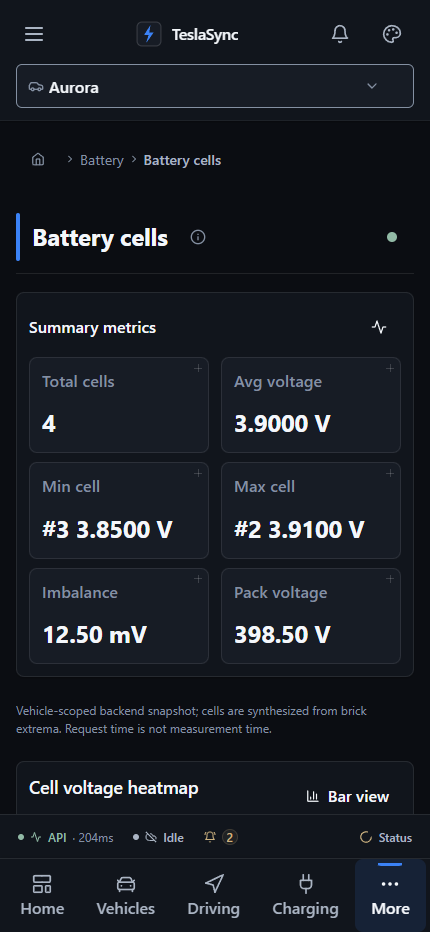 TeslaSync
Aurora
Battery
Battery cells
Battery cells
Summary metrics
Total cells
4
Avg voltage
3.9000 V
Min cell
#3 3.8500 V
Max cell
#2 3.9100 V
Imbalance
12.50 mV
Pack voltage
398.50 V
Vehicle-scoped backend snapshot; cells are synthesized from brick
extrema. Request time is not measurement time.
Cell voltage heatmap
Bar view
API · 204ms
Idle
2
Status
Home
Vehicles
Driving
Charging
More